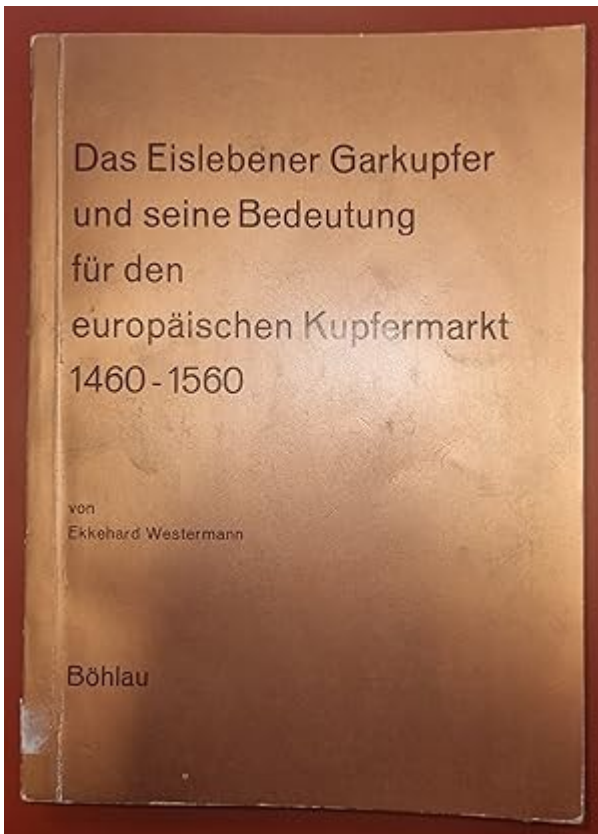 Das Eislebener Garkupfer
und seine Bedeutung
für den
europäischen Kupfermarkt
1460-1560
von
Ekkehard Westermann
Böhlau